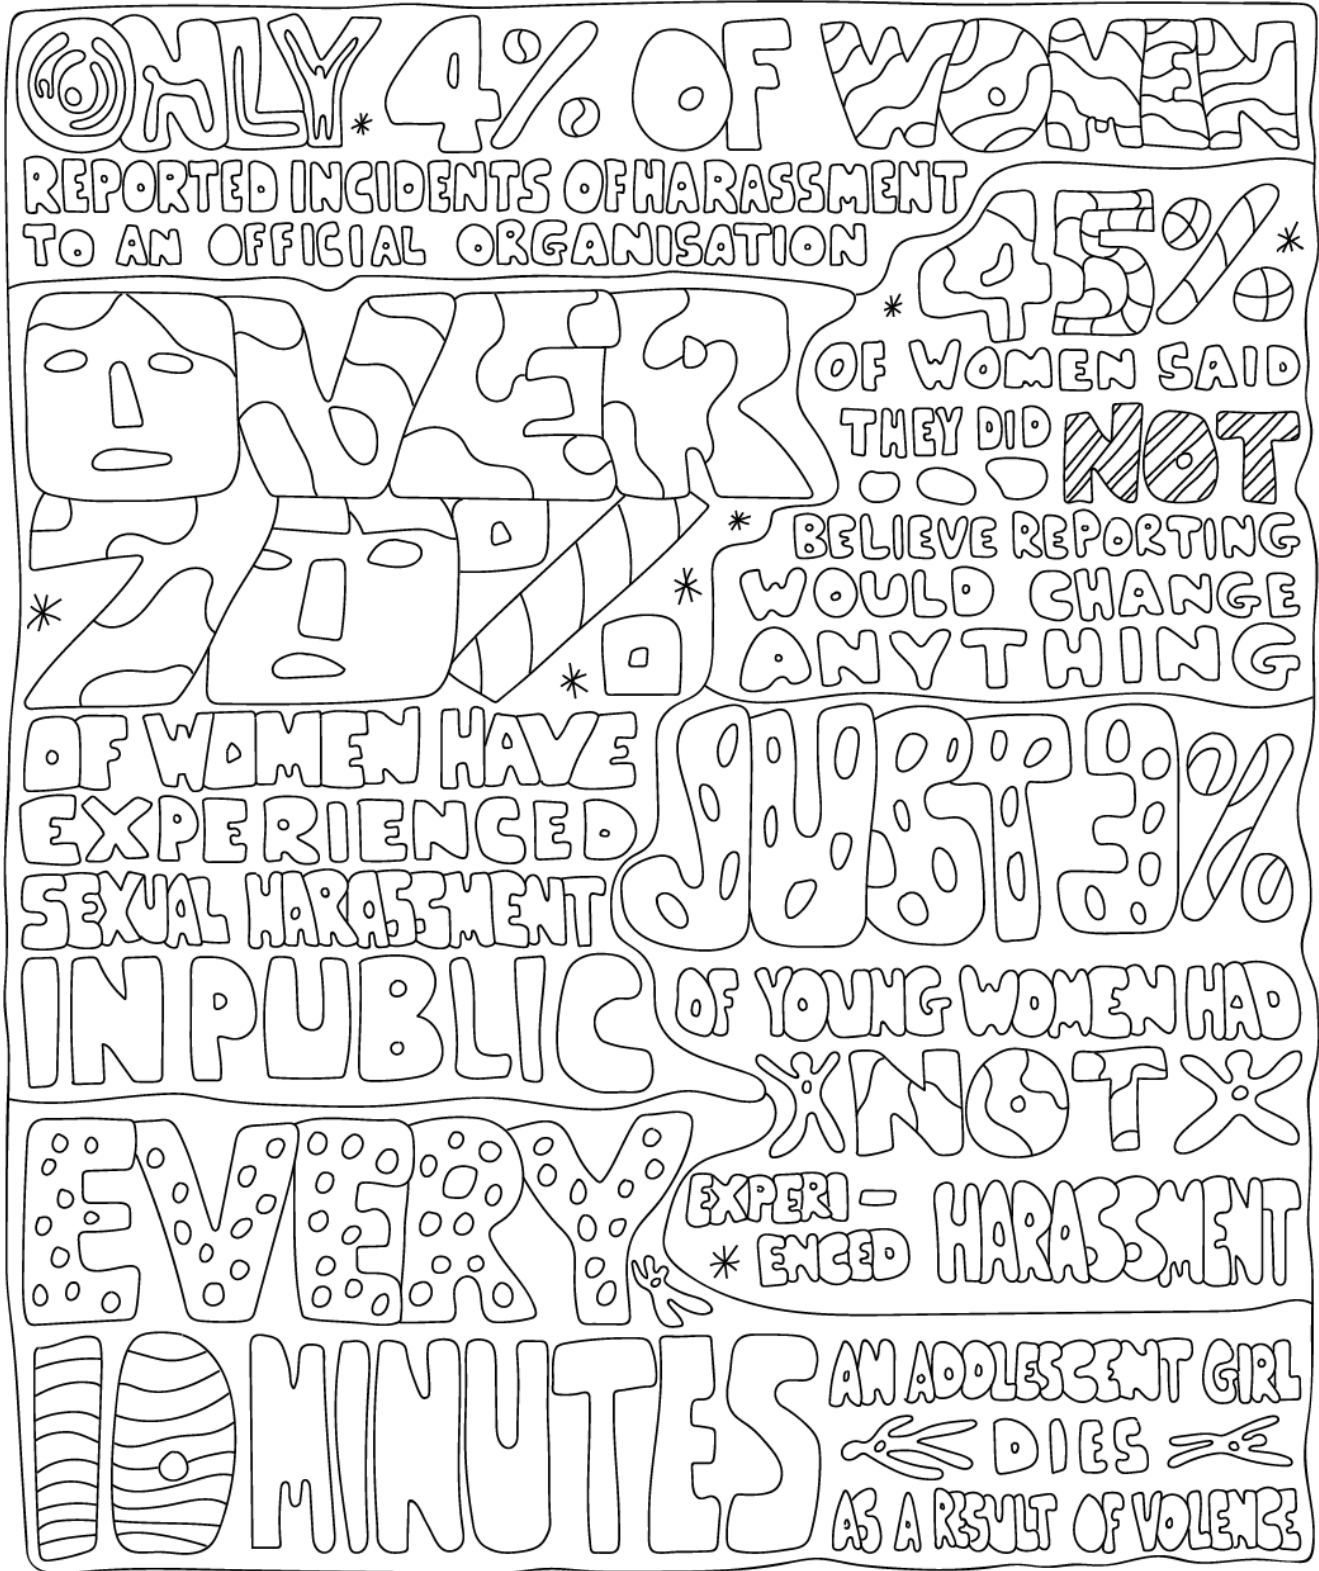 ONLY 4% OF WOMEN
REPORTED INCIDENTS OF HARASSMENT
TO AN OFFICIAL ORGANISATION
45%
OF WOMEN SAID
THEY DID NOT
BELIEVE REPORTING
WOULD CHANGE
ANYTHING
OVER
70%
OF WOMEN HAVE
EXPERIENCED
SEXUAL HARASSMENT
IN PUBLIC
JUST 3%
OF YOUNG WOMEN HAD
NOT
EXPERI-
ENCED HARASSMENT
EVERY
10 MINUTES
AN ADOLESCENT GIRL
DIES
AS A RESULT OF VOLENCE